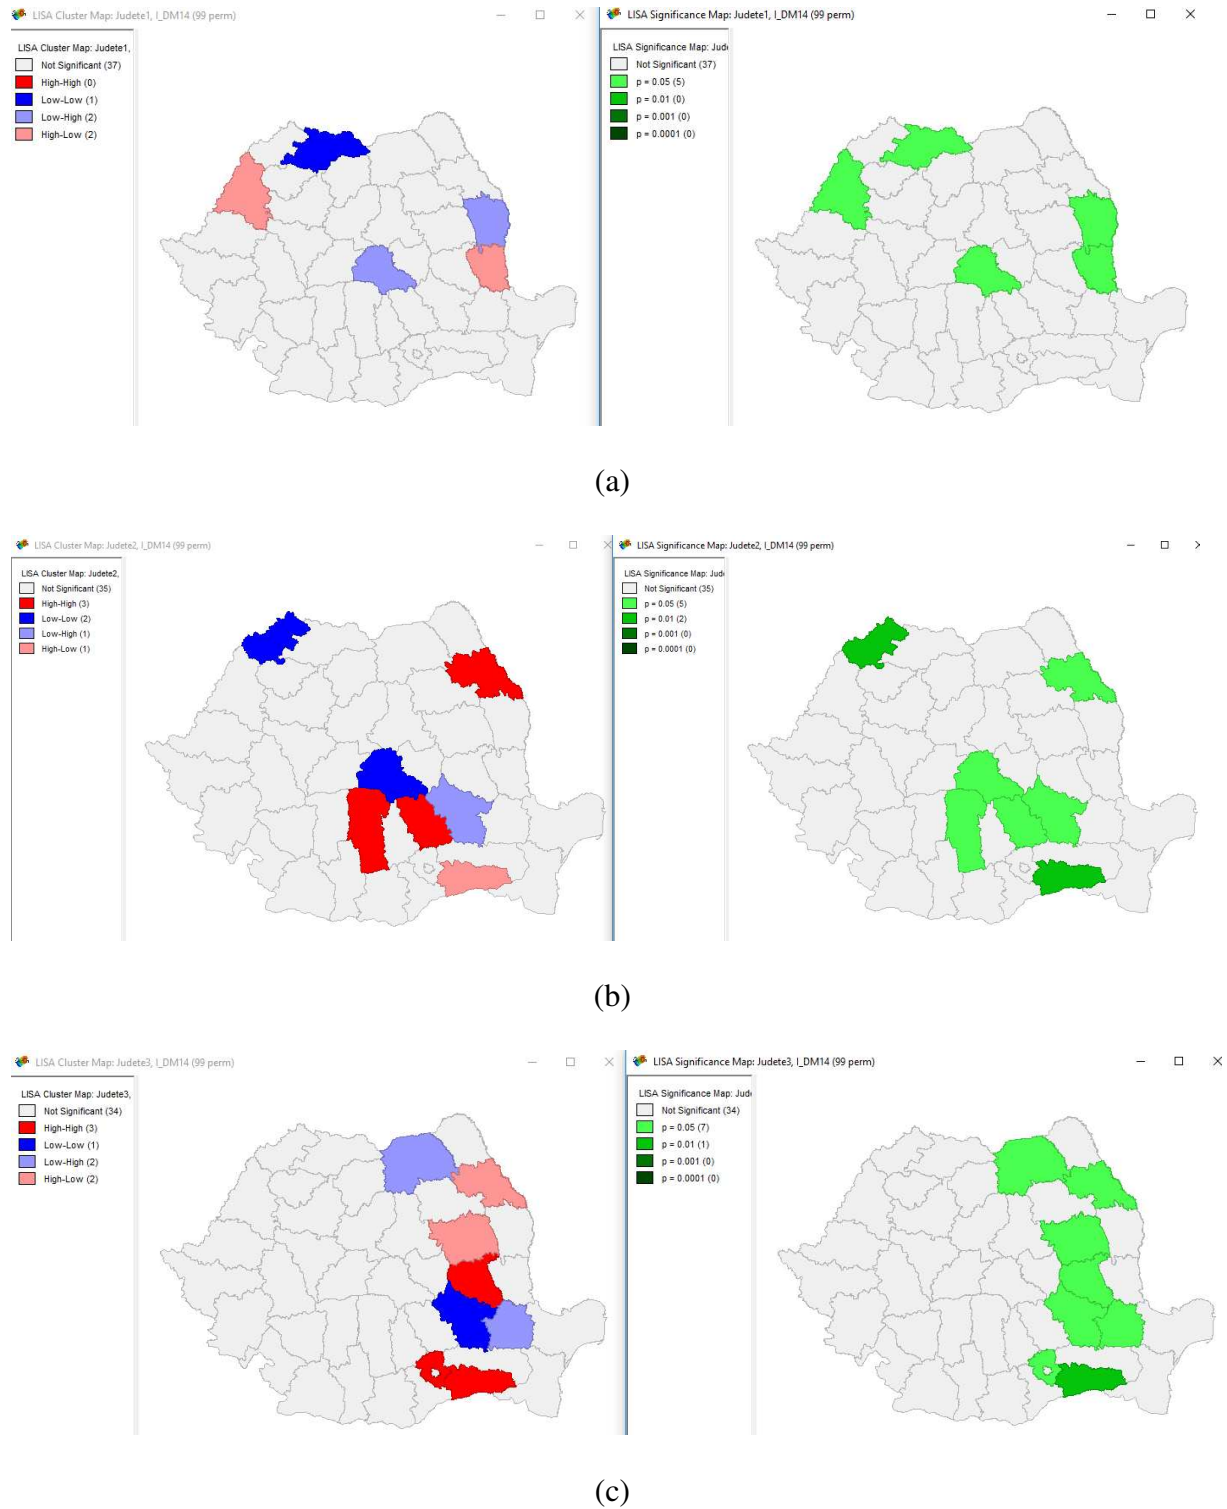 LISA Cluster Map: Judete1, I_DM14 (99 perm)
LISA Cluster Map: Judete1,
Not Significant (37)
High-High (0)
Low-Low (1)
Low-High (2)
High-Low (2)
LISA Significance Map: Judete1, I_DM14 (99 perm)
LISA Significance Map: Jude
Not Significant (37)
p = 0.05 (5)
p = 0.01 (0)
p = 0.001 (0)
p = 0.0001 (0)
(a)
LISA Cluster Map: Judete2, I_DM14 (99 perm)
LISA Cluster Map: Judete2,
Not Significant (35)
High-High (3)
Low-Low (2)
Low-High (1)
High-Low (1)
LISA Significance Map: Judete2, I_DM14 (99 perm)
LISA Significance Map: Jude
Not Significant (35)
p = 0.05 (5)
p = 0.01 (2)
p = 0.001 (0)
p = 0.0001 (0)
(b)
LISA Cluster Map: Judete3, I_DM14 (99 perm)
LISA Cluster Map: Judete3,
Not Significant (34)
High-High (3)
Low-Low (1)
Low-High (2)
High-Low (2)
LISA Significance Map: Judete3, I_DM14 (99 perm)
LISA Significance Map: Jude
Not Significant (34)
p = 0.05 (7)
p = 0.01 (1)
p = 0.001 (0)
p = 0.0001 (0)
(c)